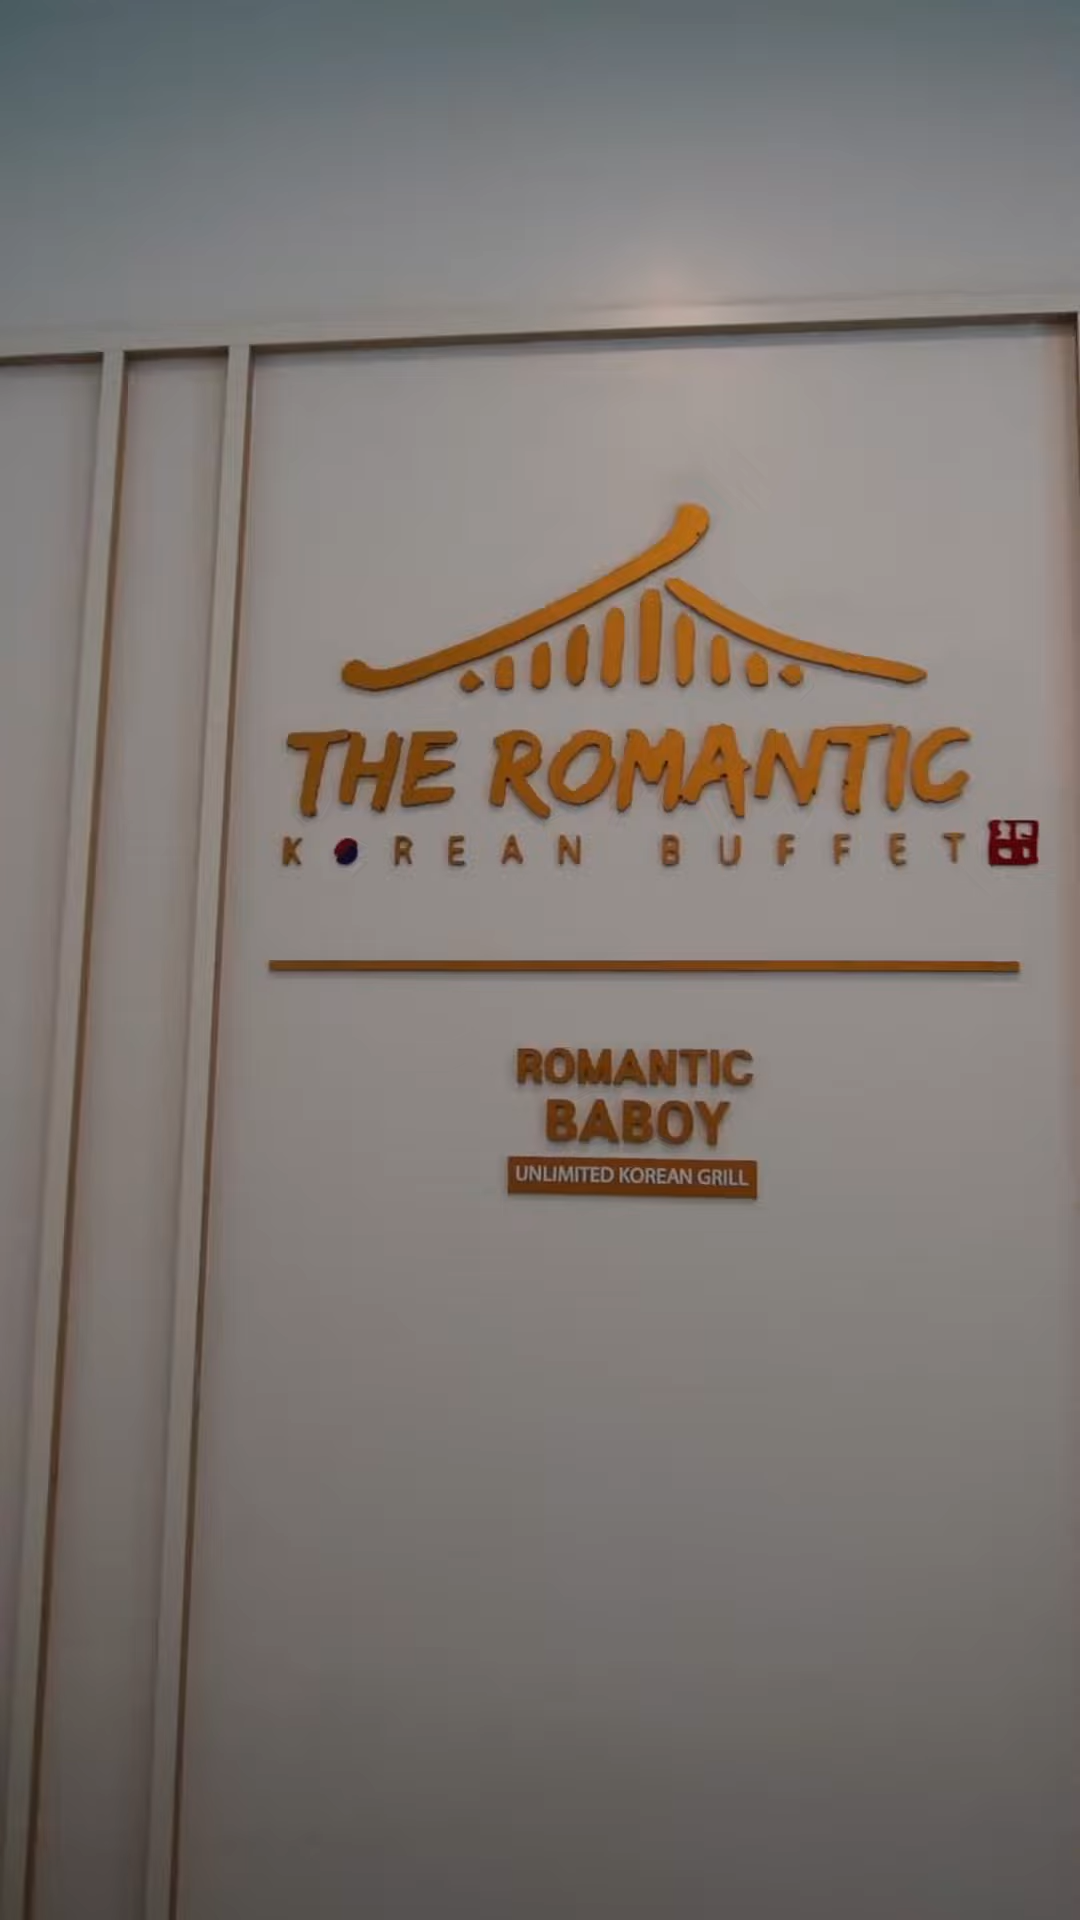 THE ROMANTIC
KOREAN BUFFET
ROMANTIC
BABOY
UNLIMITED KOREAN GRILL